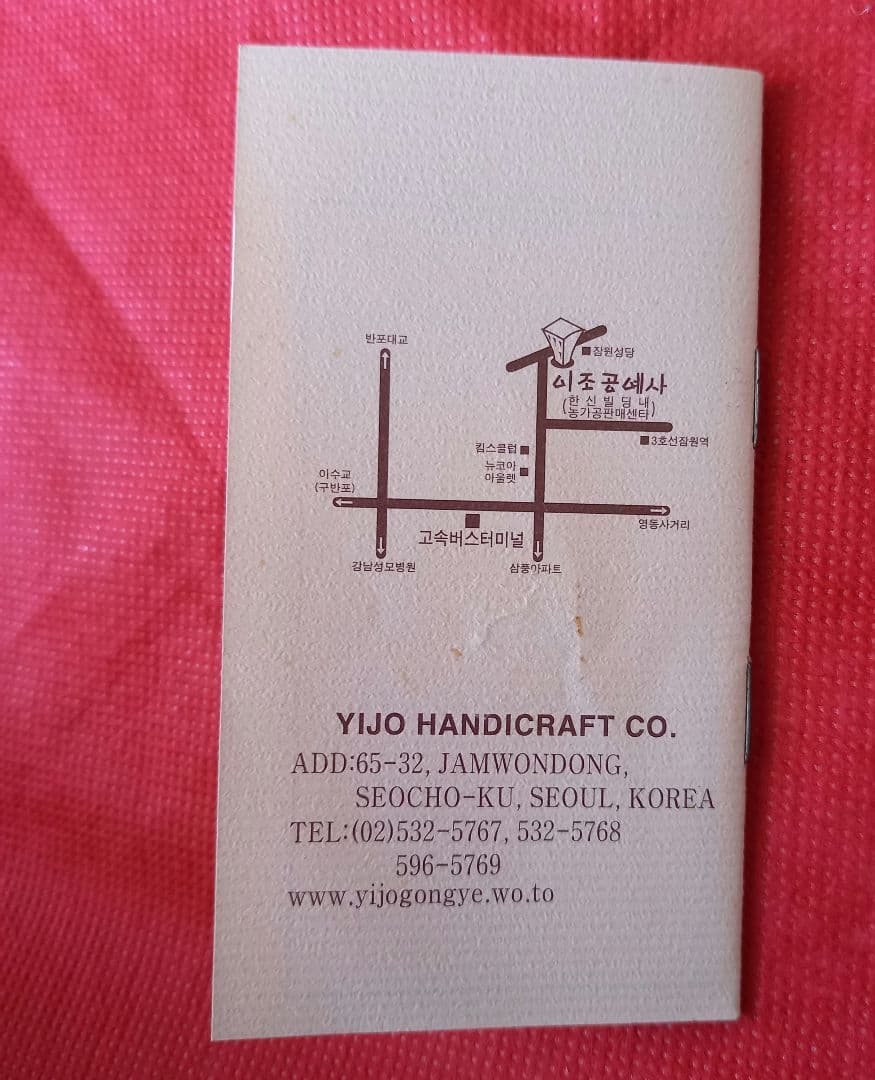 반포대교
잠원성당
이조공예사
(한신빌딩내
농가공판매센타)
3호선잠원역
킴스클럽
뉴코아
아울렛
이수교
(구반포)
영동사거리
고속버스터미널
강남성모병원
삼풍아파트
YIJO HANDICRAFT CO.
ADD:65-32, JAMWONDONG,
SEOCHO-KU, SEOUL, KOREA
TEL:(02)532-5767, 532-5768
596-5769
www.yijogongye.wo.to